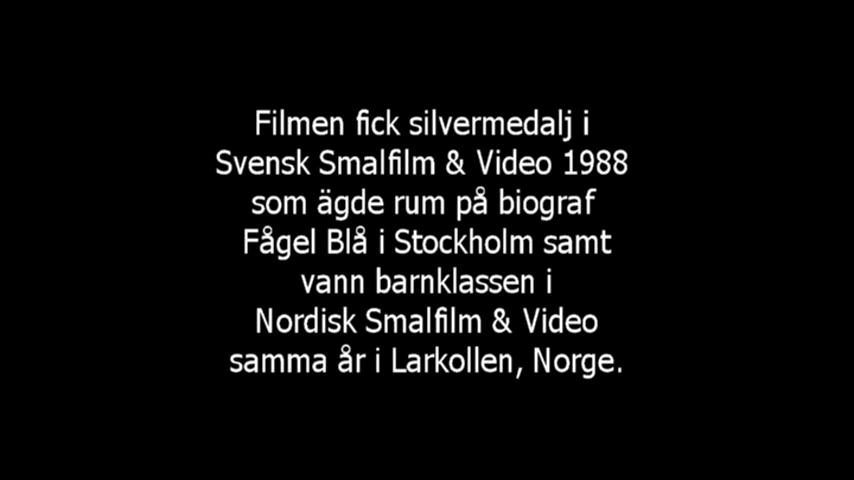 Filmen fick silvermedalj i
Svensk Smalfilm & Video 1988
som ägde rum på biograf
Fågel Blå i Stockholm samt
vann barnklassen i
Nordisk Smalfilm & Video
samma år i Larkollen, Norge.